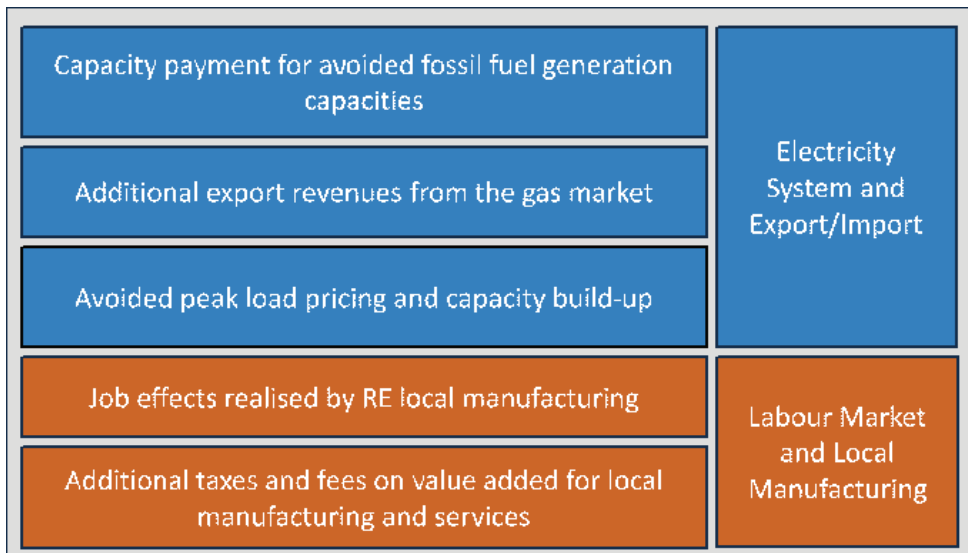 Capacity payment for avoided fossil fuel generation
capacities
Additional export revenues from the gas market
Avoided peak load pricing and capacity build-up
Electricity
System and
Export/Import
Job effects realised by RE local manufacturing
Additional taxes and fees on value added for local
manufacturing and services
Labour Market
and Local
Manufacturing